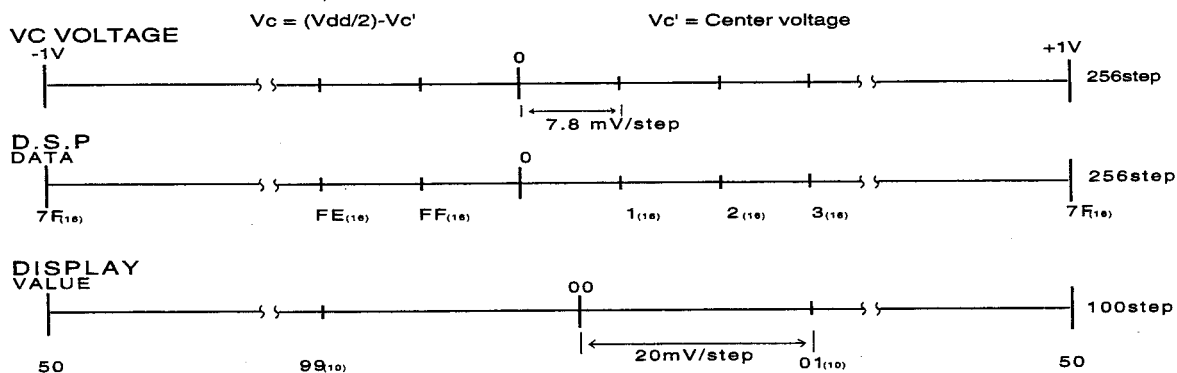 Vc = (Vdd/2)-Vc' Vc' = Center voltage
VC VOLTAGE
-1V 0 +1V
256step
7.8 mV/step
D.S.P
DATA
0
256step
7F(16) FE(16) FF(16) 1(16) 2(16) 3(16) 7F(16)
DISPLAY
VALUE
00
100step
20mV/step
50 99(10) 01(10) 50